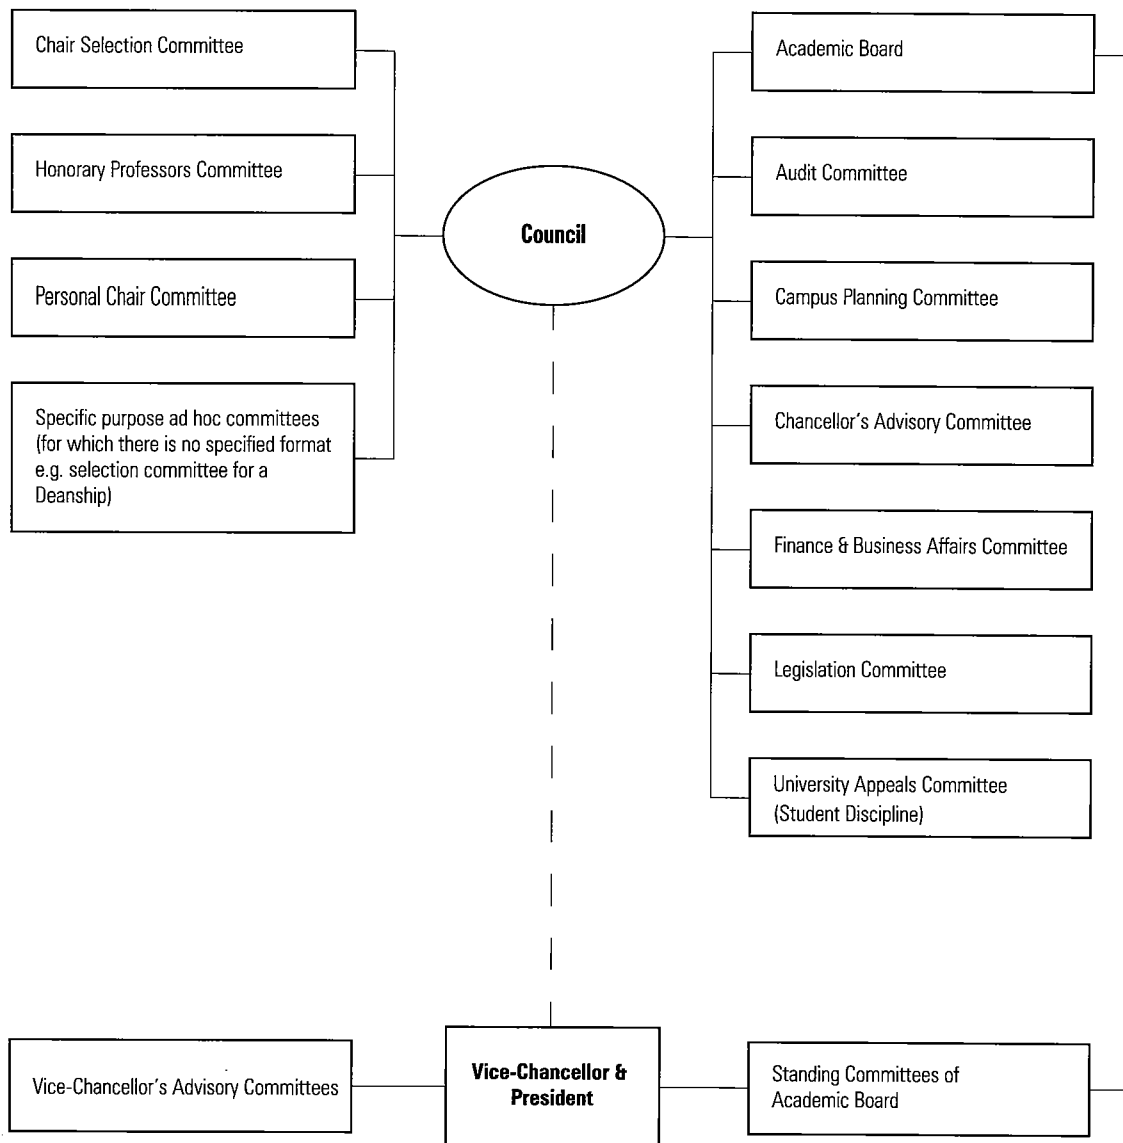 Chair Selection Committee
Honorary Professors Committee
Personal Chair Committee
Specific purpose ad hoc committees
(for which there is no specified format
e.g. selection committee for a
Deanship)
Council
Academic Board
Audit Committee
Campus Planning Committee
Chancellor's Advisory Committee
Finance & Business Affairs Committee
Legislation Committee
University Appeals Committee
(Student Discipline)
Vice-Chancellor's Advisory Committees
Vice-Chancellor &
President
Standing Committees of
Academic Board